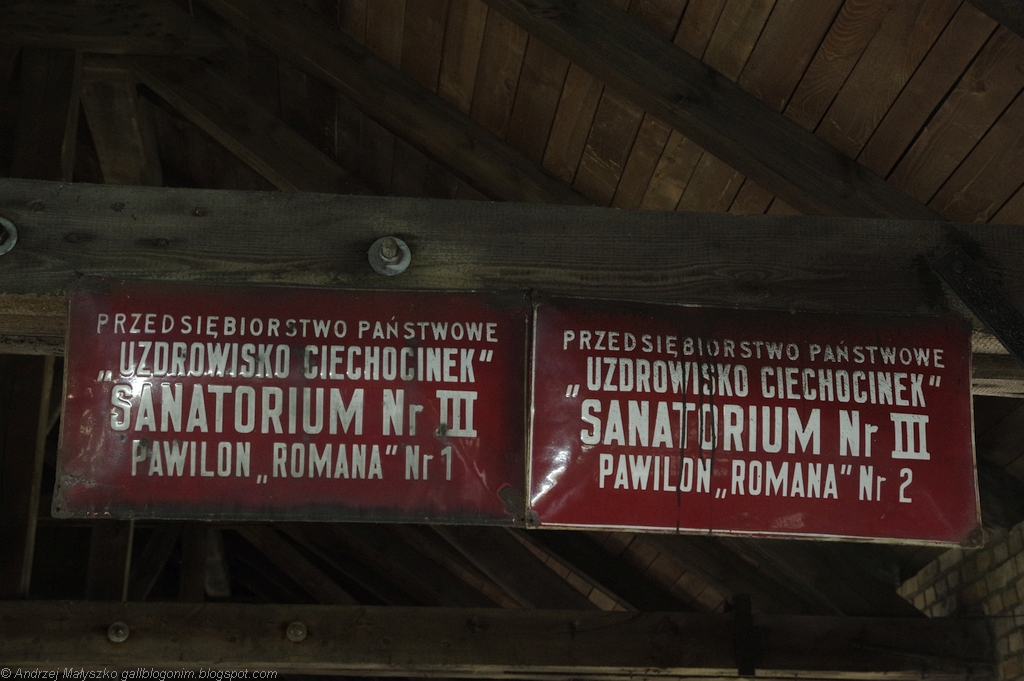 PRZEDSIĘBIORSTWO PAŃSTWOWE
„UZDROWISKO CIECHOCINEK"
SANATORIUM Nr III
PAWILON „ROMANA" Nr 1
PRZEDSIĘBIORSTWO PAŃSTWOWE
„UZDROWISKO CIECHOCINEK"
SANATORIUM Nr III
PAWILON „ROMANA" Nr 2
© Andrzej Małyszko gallblogonim.blogspot.com